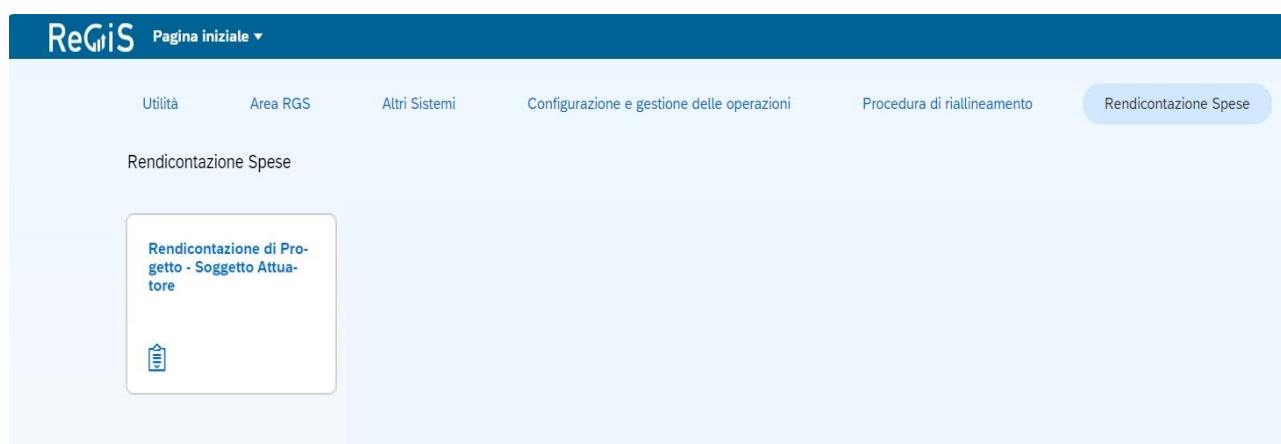 ReGiS Pagina iniziale
Utilità Area RGS Altri Sistemi Configurazione e gestione delle operazioni Procedura di riallineamento Rendicontazione Spese
Rendicontazione Spese
Rendicontazione di Pro-
getto - Soggetto Attua-
tore